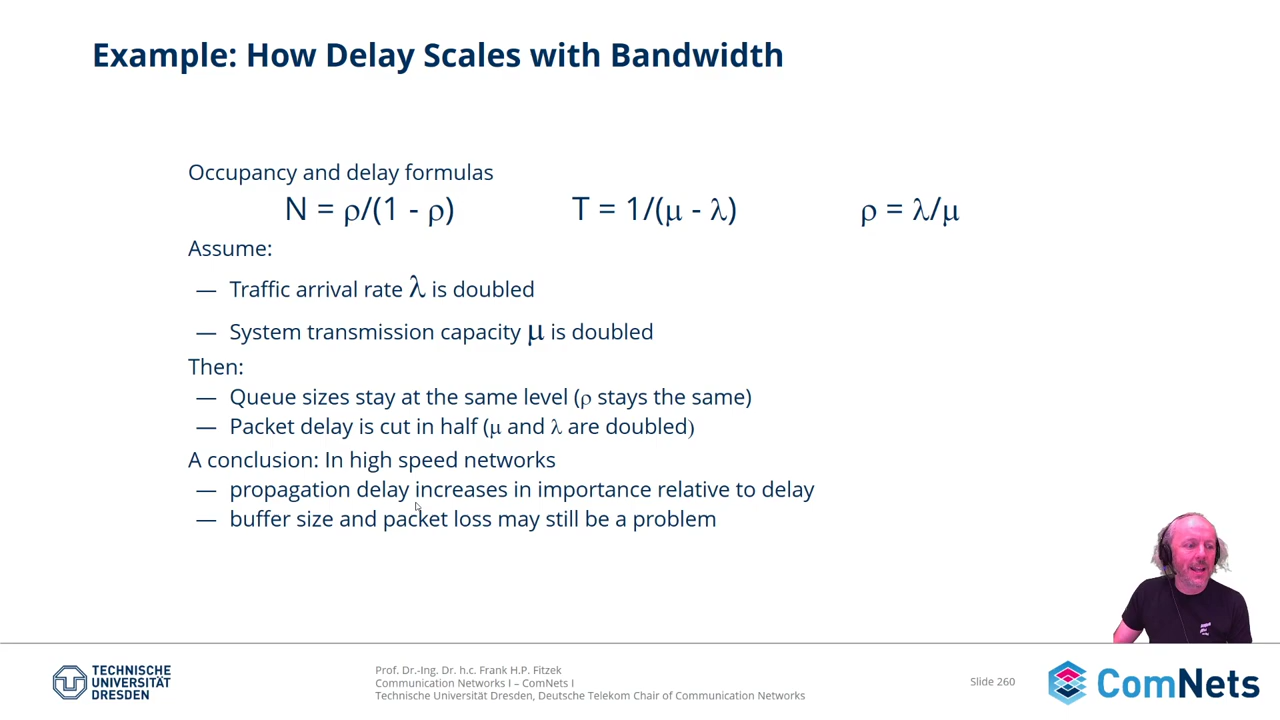 Example: How Delay Scales with Bandwidth
Occupancy and delay formulas
N = ρ/(1 - ρ) T = 1/(μ - λ) ρ = λ/μ
Assume:
— Traffic arrival rate λ is doubled
— System transmission capacity μ is doubled
Then:
— Queue sizes stay at the same level (ρ stays the same)
— Packet delay is cut in half (μ and λ are doubled)
A conclusion: In high speed networks
— propagation delay increases in importance relative to delay
— buffer size and packet loss may still be a problem
TECHNISCHE
UNIVERSITÄT
DRESDEN
Prof. Dr.-Ing. Dr. h.c. Frank H.P. Fitzek
Communication Networks I – ComNets I
Technische Universität Dresden, Deutsche Telekom Chair of Communication Networks
Slide 260
ComNets